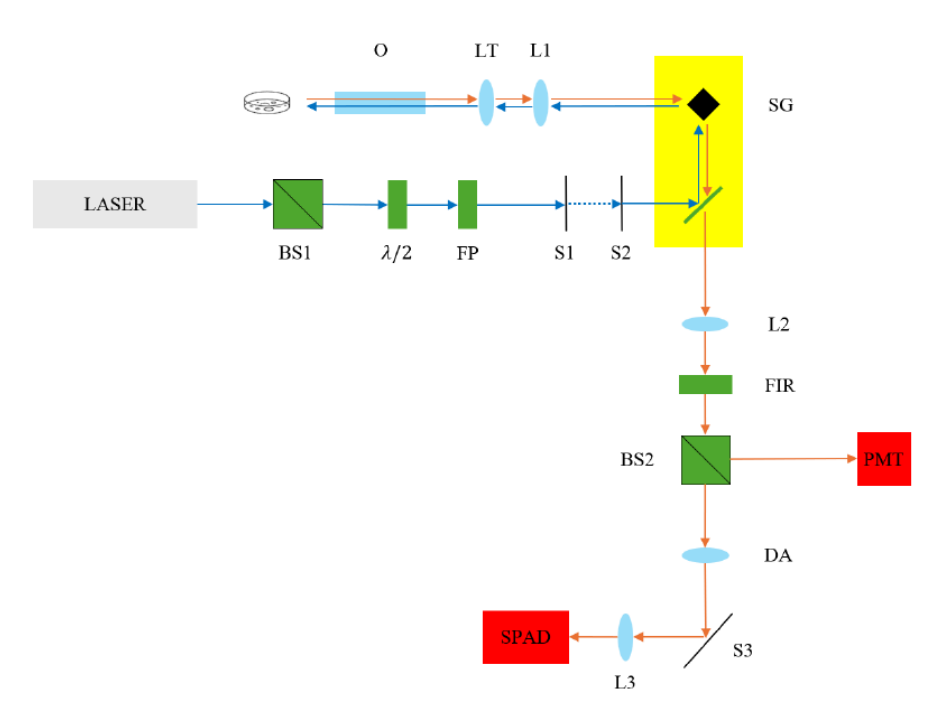 O
LT
L1
SG
LASER
BS1
λ/2
FP
S1
S2
L2
FIR
BS2
PMT
DA
SPAD
L3
S3